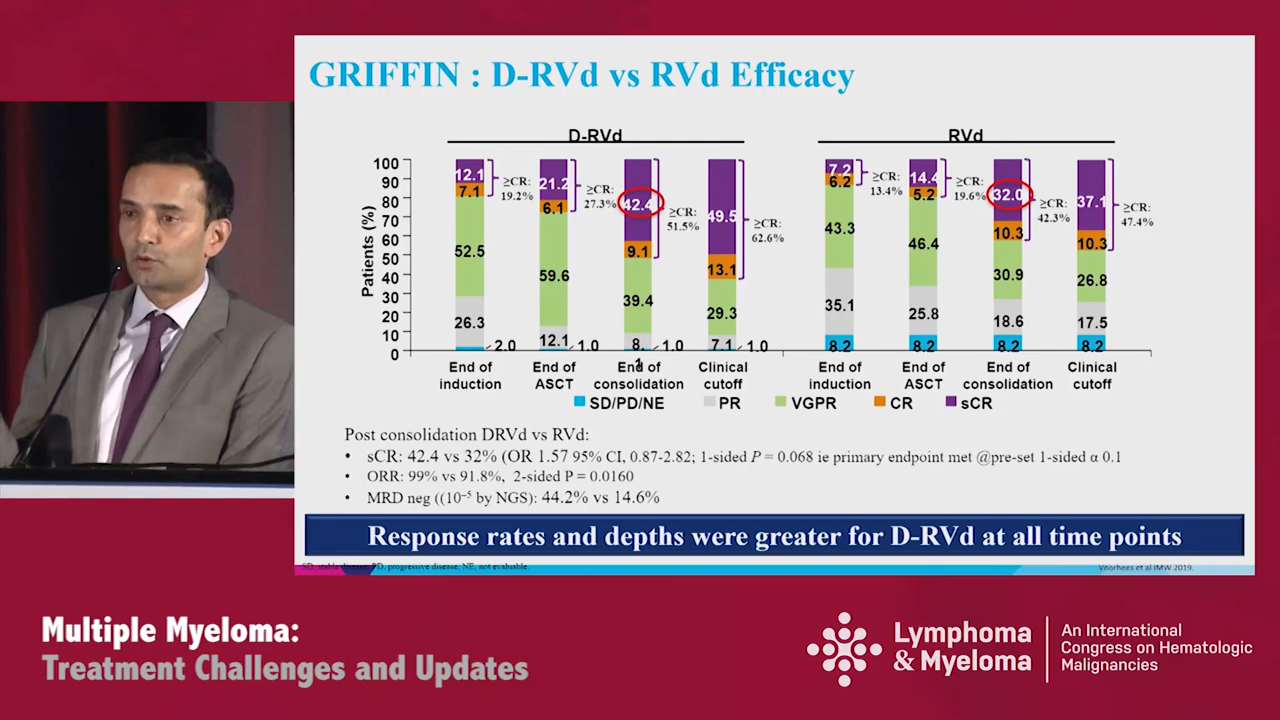 GRIFFIN : D-RVd vs RVd Efficacy
D-RVd
RVd
Patients (%)
100
90
80
70
60
50
40
30
20
10
0
12.1
7.1
52.5
26.3
2.0
≥CR:
19.2%
21.2
6.1
59.6
12.1
1.0
≥CR:
27.3%
42.4
9.1
39.4
8.
1
1.0
≥CR:
51.5%
49.5
13.1
29.3
7.1
1.0
≥CR:
62.6%
7.2
6.2
43.3
35.1
8.2
≥CR:
13.4%
14.4
5.2
46.4
25.8
8.2
≥CR:
19.6%
32.0
10.3
30.9
18.6
8.2
≥CR:
42.3%
37.1
10.3
26.8
17.5
8.2
≥CR:
47.4%
End of
induction
End of
ASCT
End of
consolidation
Clinical
cutoff
End of
induction
End of
ASCT
End of
consolidation
Clinical
cutoff
SD/PD/NE PR VGPR CR sCR
Post consolidation DRVd vs RVd:
• sCR: 42.4 vs 32% (OR 1.57 95% CI, 0.87-2.82; 1-sided P = 0.068 ie primary endpoint met @pre-set 1-sided α 0.1
• ORR: 99% vs 91.8%, 2-sided P = 0.0160
• MRD neg ((10⁻⁵ by NGS): 44.2% vs 14.6%
Response rates and depths were greater for D-RVd at all time points
SD, stable disease; PD, progressive disease; NE, not evaluable.
Voorhees et al IMW 2019.
Multiple Myeloma:
Treatment Challenges and Updates
Lymphoma
& Myeloma
An International
Congress on Hematologic
Malignancies